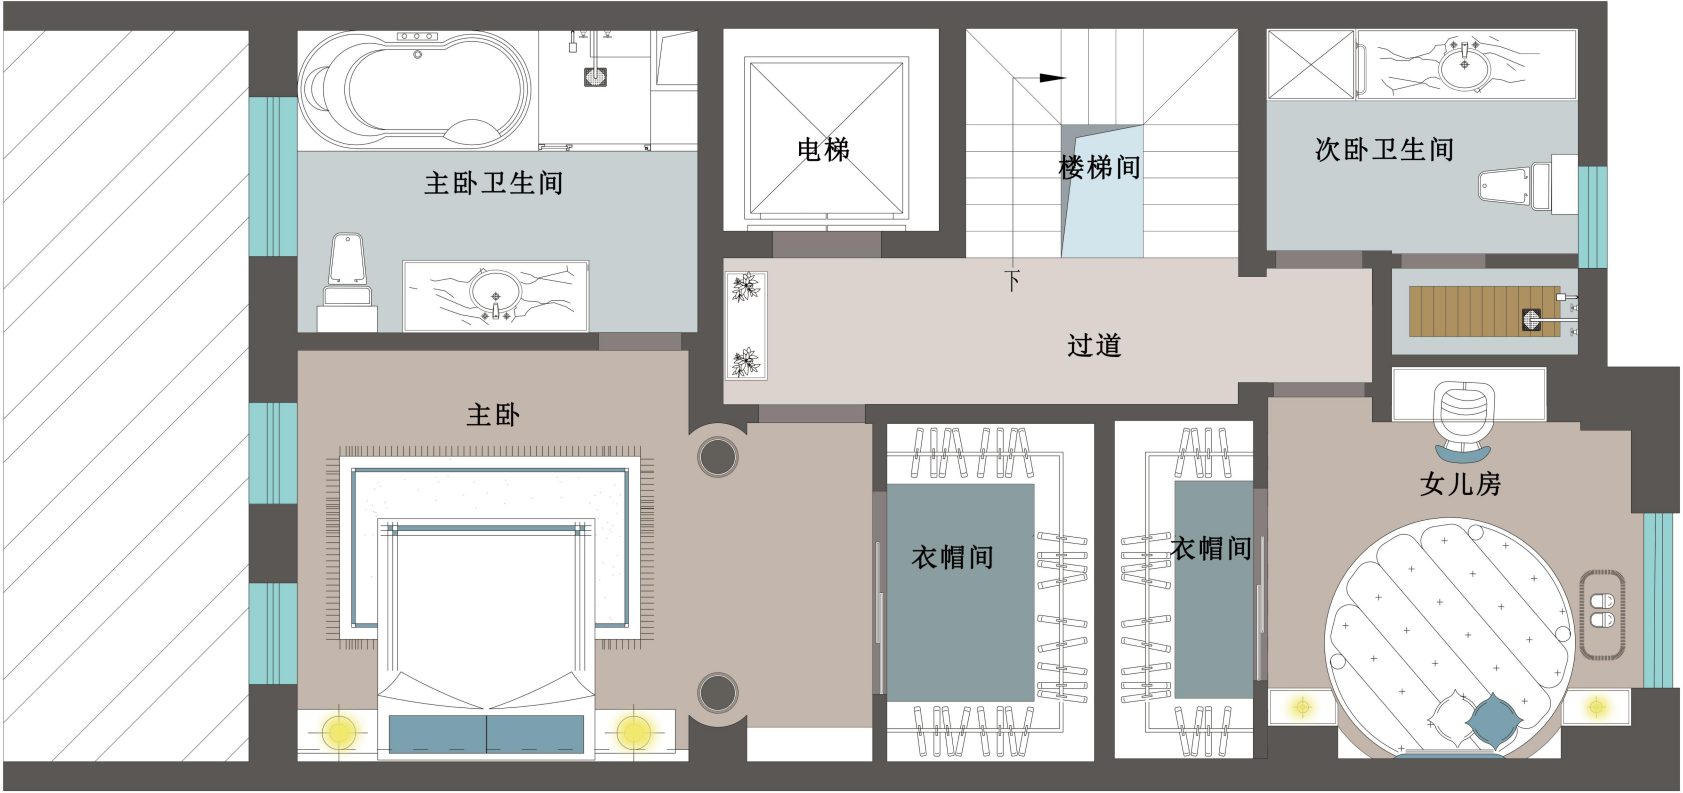 电梯
楼梯间
次卧卫生间
主卧卫生间
下
过道
主卧
女儿房
衣帽间
衣帽间